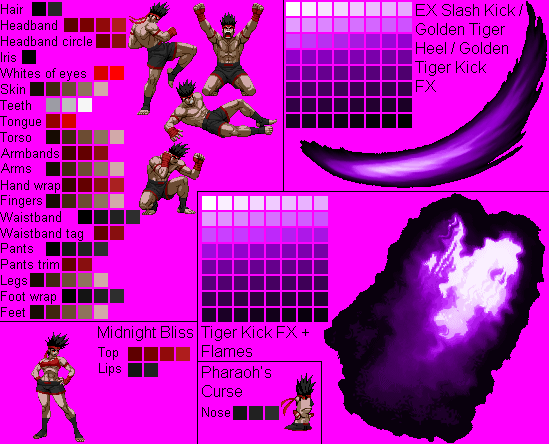 Hair
Headband
Headband circle
Iris
Whites of eyes
Skin
Teeth
Tongue
Torso
Armbands
Arms
Hand wrap
Fingers
Waistband
Waistband tag
Pants
Pants trim
Legs
Foot wrap
Feet
EX Slash Kick /
Golden Tiger
Heel / Golden
Tiger Kick
FX
Midnight Bliss
Top
Lips
Tiger Kick FX +
Flames
Pharaoh's
Curse
Nose